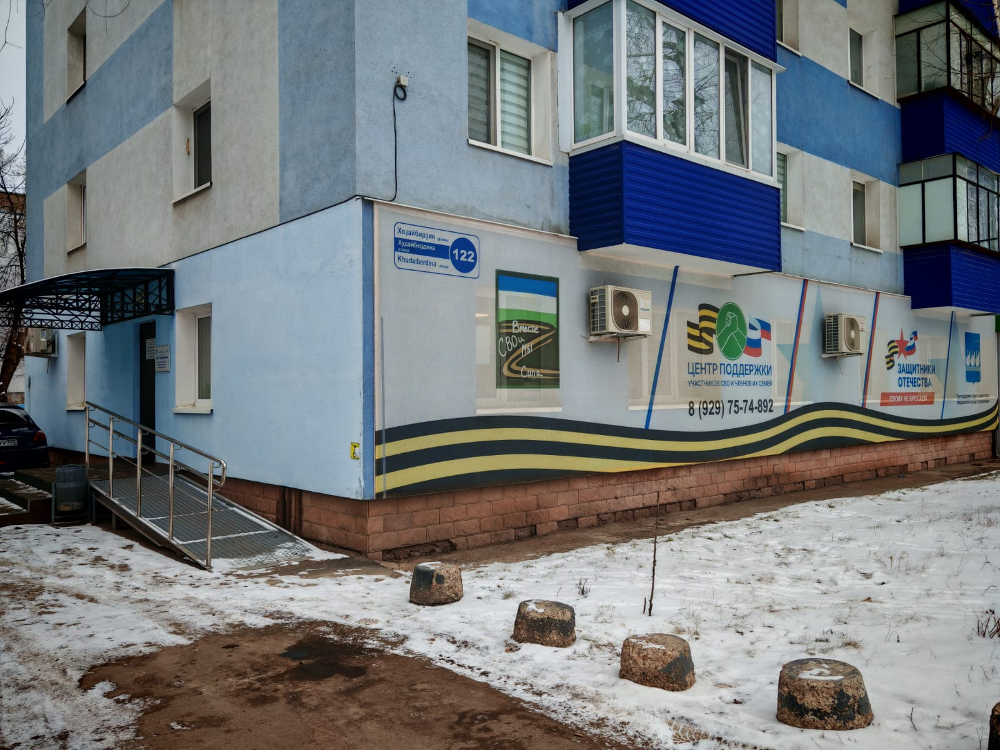 Хоҙайбирҙин урамы
Худайбердина
улица
Khudaiberdina street
122
Вместе
СВОи
МЫ
Сила
ЦЕНТР ПОДДЕРЖКИ
УЧАСТНИКОВ СВО И ЧЛЕНОВ ИХ СЕМЕЙ
8 (929) 75-74-892
ЗАЩИТНИКИ
ОТЕЧЕСТВА
СВОИХ НЕ БРОСАЕМ